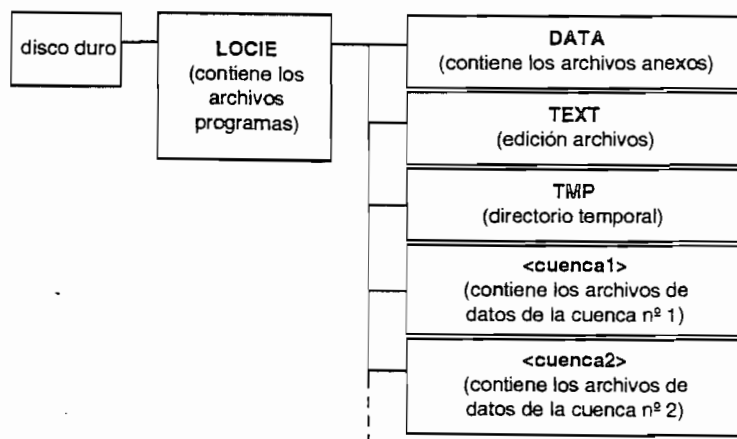 disco duro
LOCIE
(contiene los
archivos
programas)
DATA
(contiene los archivos anexos)
TEXT
(edición archivos)
TMP
(directorio temporal)
<cuenca1>
(contiene los archivos de
datos de la cuenca nº 1)
<cuenca2>
(contiene los archivos de
datos de la cuenca nº 2)